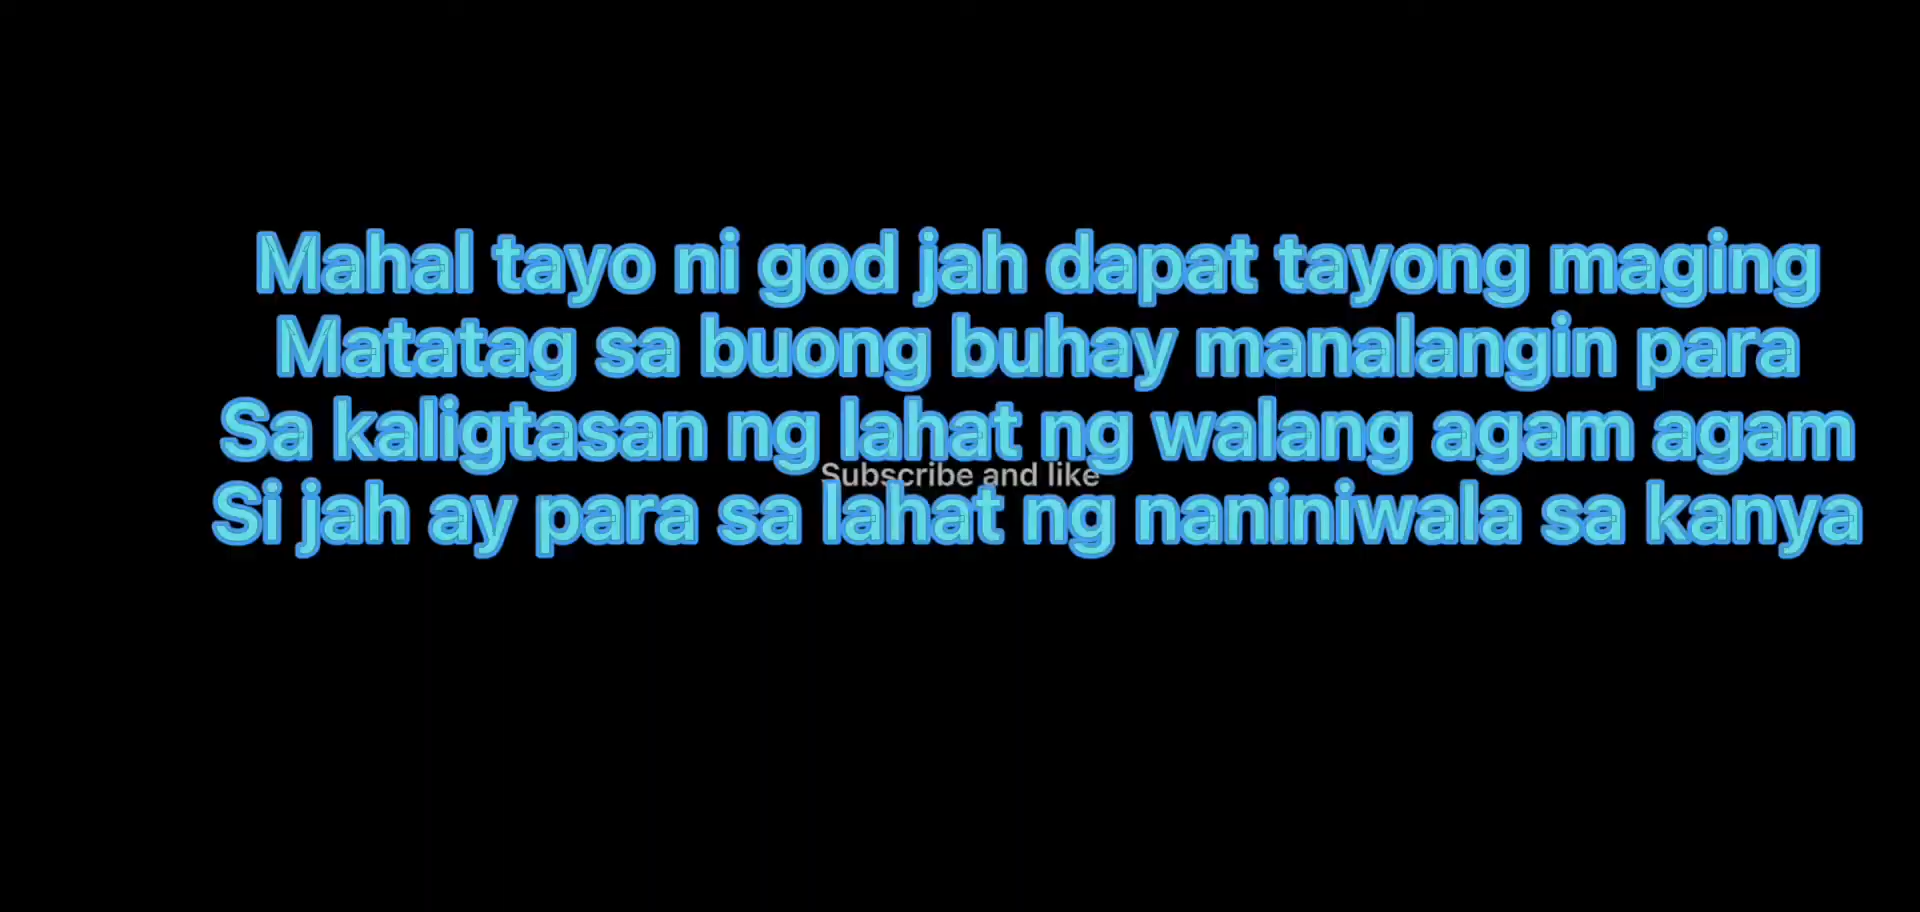 Mahal tayo ni god jah dapat tayong maging
Matatag sa buong buhay manalangin para
Sa kaligtasan ng lahat ng walang agam agam
Subscribe and like
Si jah ay para sa lahat ng naniniwala sa kanya